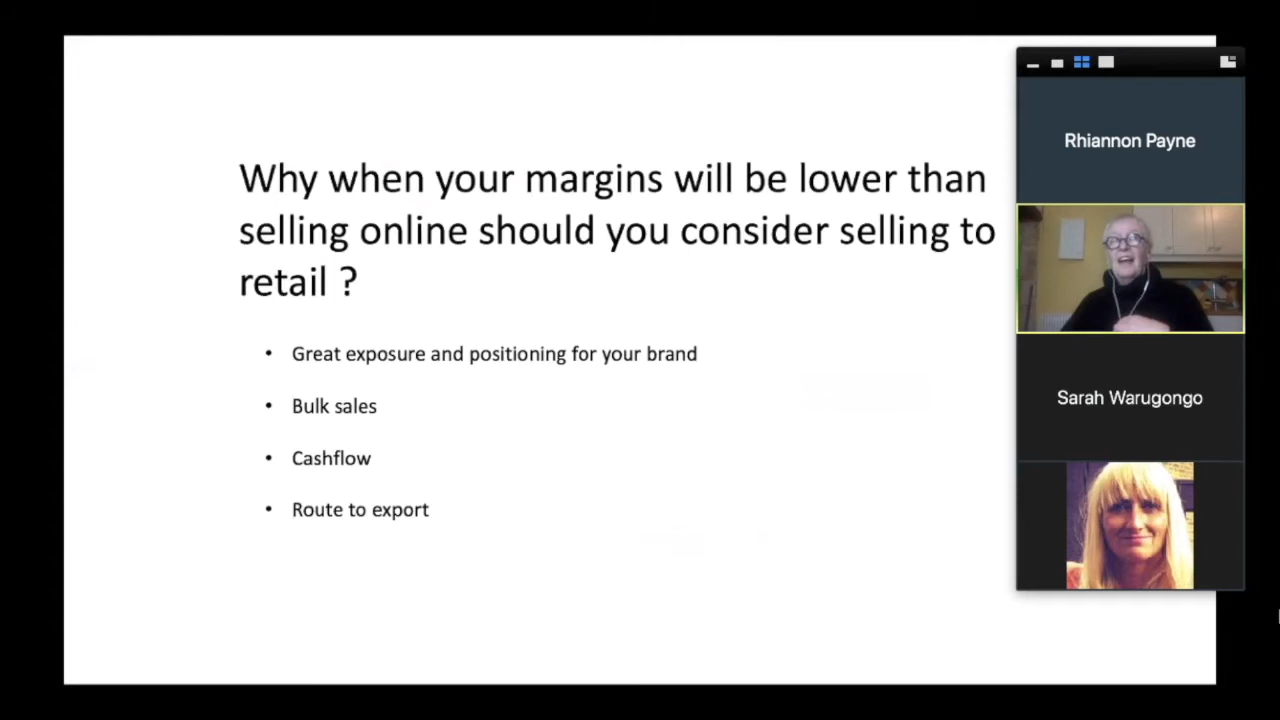 Why when your margins will be lower than
selling online should you consider selling to
retail ?
• Great exposure and positioning for your brand
• Bulk sales
• Cashflow
• Route to export
Rhiannon Payne
Sarah Warugongo